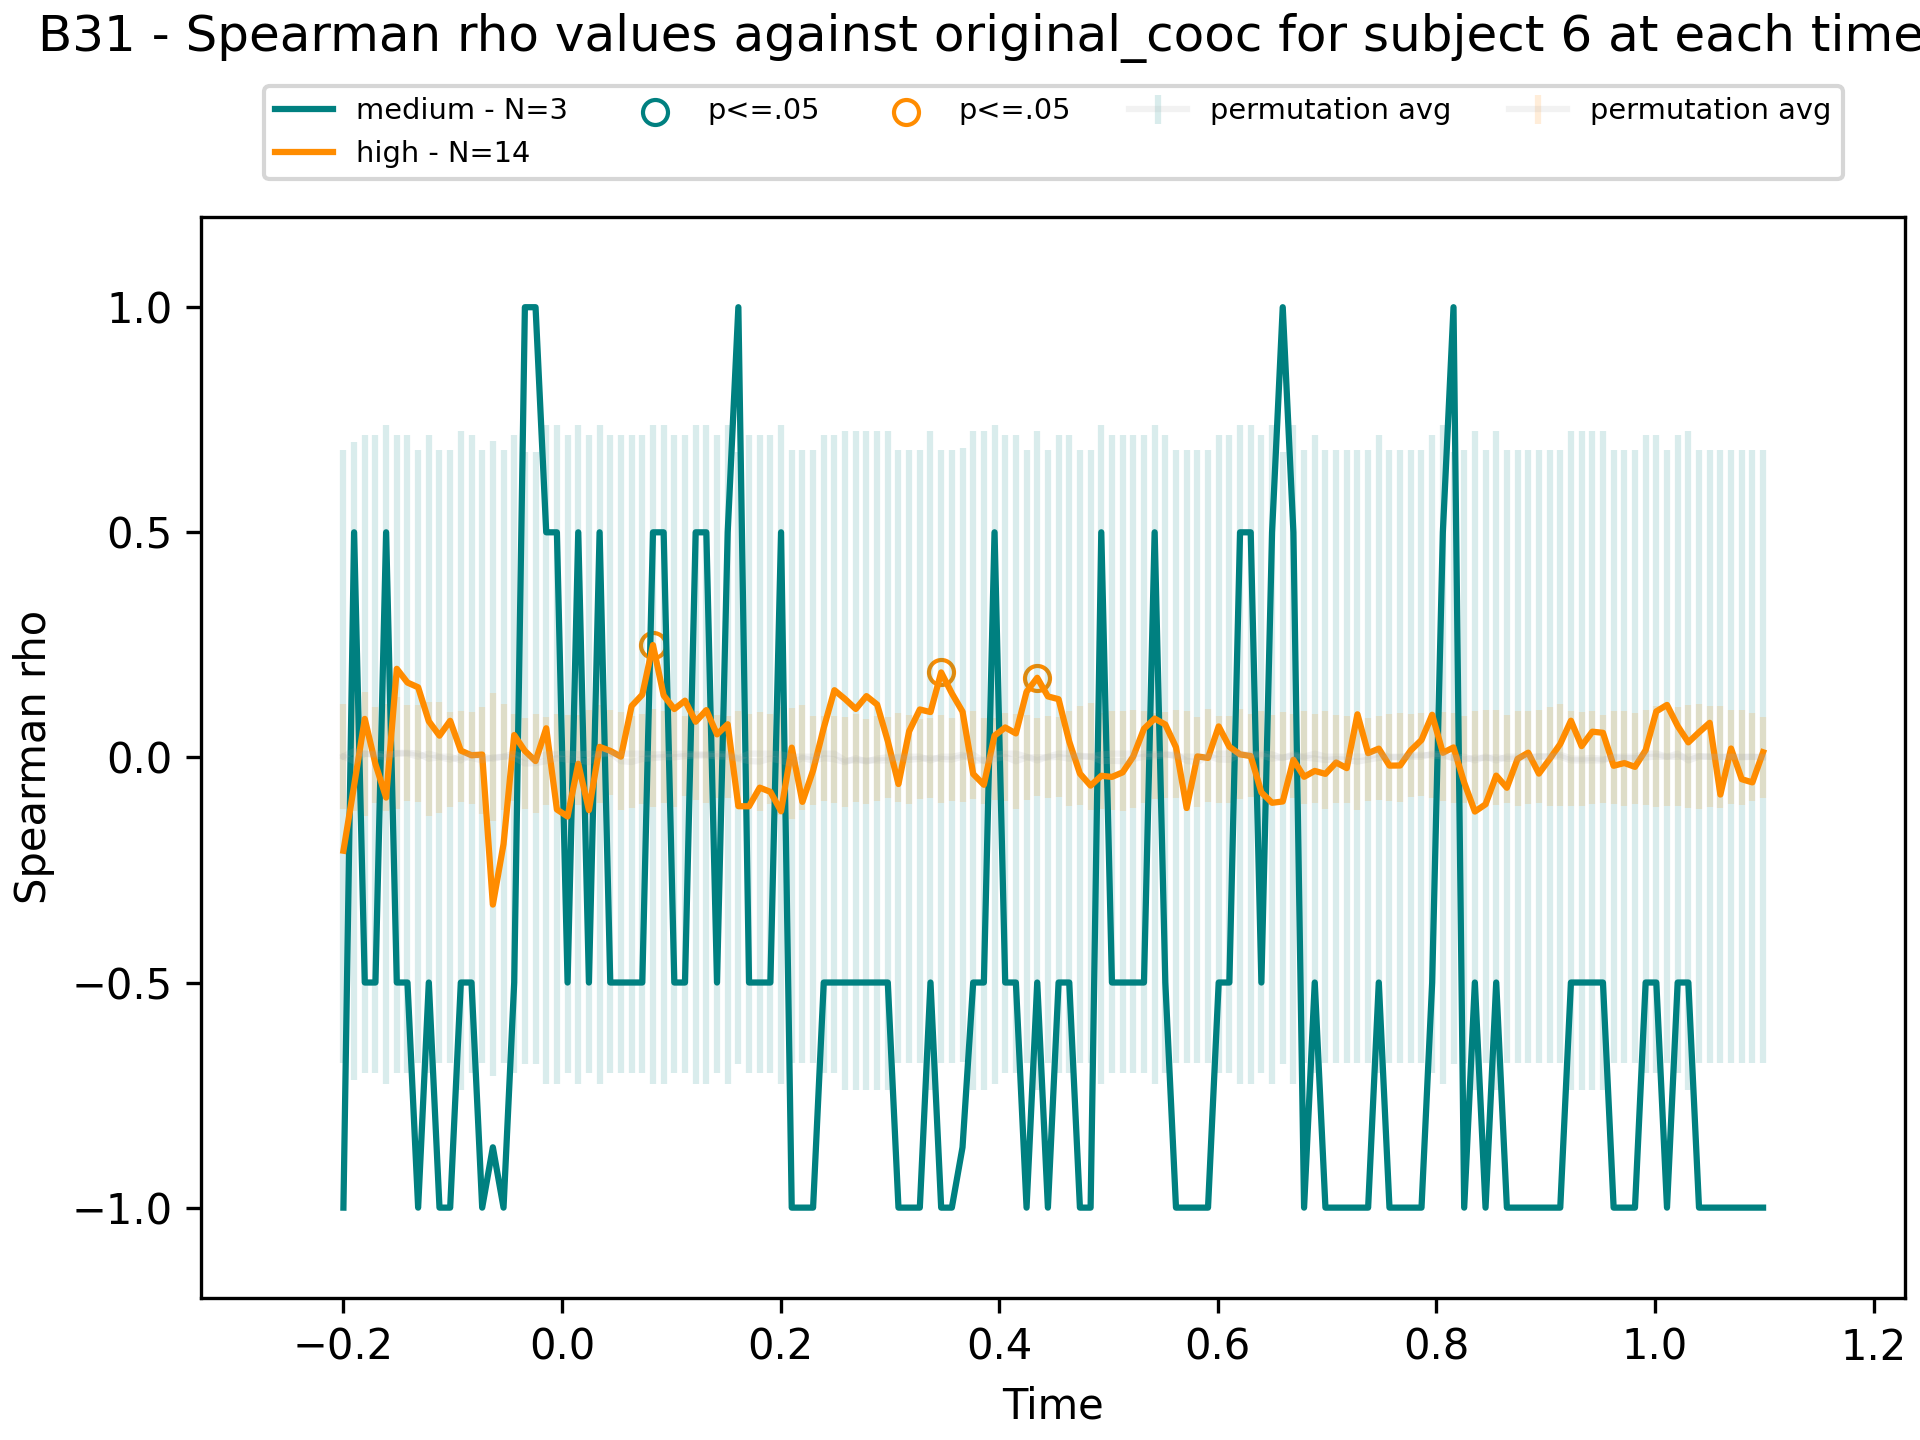 B31 - Spearman rho values against original_cooc for subject 6 at each time
medium - N=3
high - N=14
p<=.05
p<=.05
permutation avg
permutation avg
Spearman rho
1.0
0.5
0.0
−0.5
−1.0
−0.2
0.0
0.2
0.4
0.6
0.8
1.0
1.2
Time